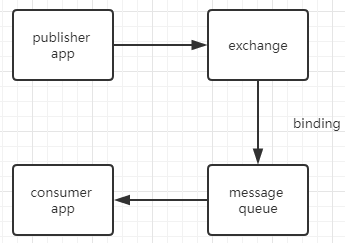 publisher
app
exchange
binding
consumer
app
message
queue